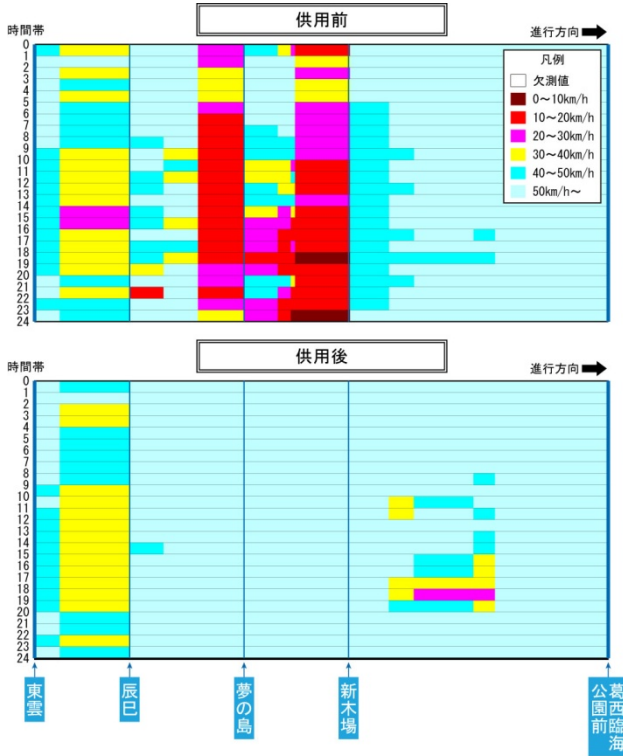 供用前
時間帯
進行方向
0
1
2
3
4
5
6
7
8
9
10
11
12
13
14
15
16
17
18
19
20
21
22
23
24
凡例
欠測値
0～10km/h
10～20km/h
20～30km/h
30～40km/h
40～50km/h
50km/h～
供用後
時間帯
進行方向
0
1
2
3
4
5
6
7
8
9
10
11
12
13
14
15
16
17
18
19
20
21
22
23
24
東雲
辰巳
夢の島
新木場
葛西臨海
公園前